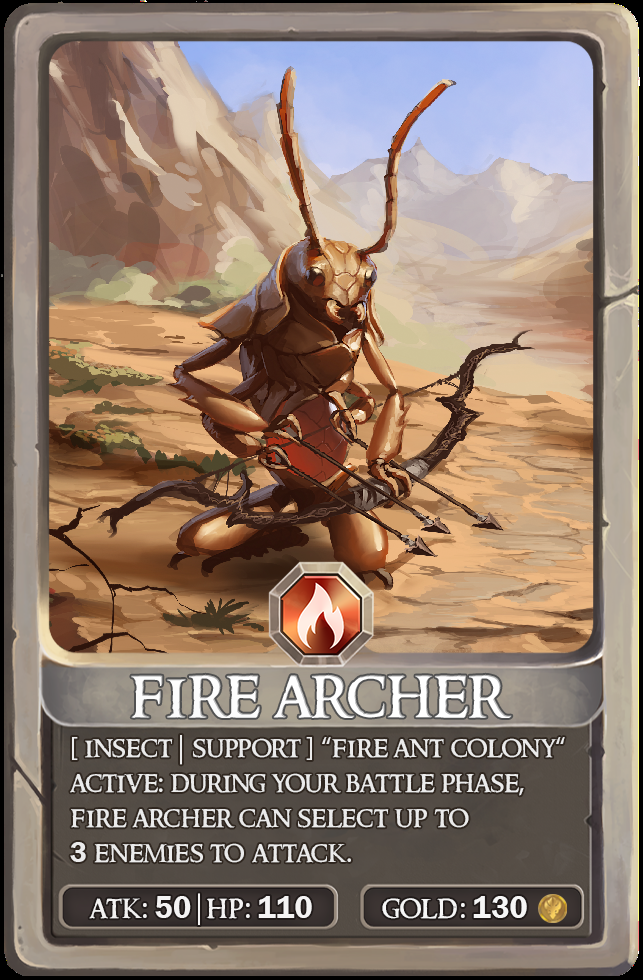 FIRE ARCHER
[ INSECT | SUPPORT ] "FIRE ANT COLONY"
ACTIVE: DURING YOUR BATTLE PHASE,
FIRE ARCHER CAN SELECT UP TO
3 ENEMIES TO ATTACK.
ATK: 50 | HP: 110
GOLD: 130